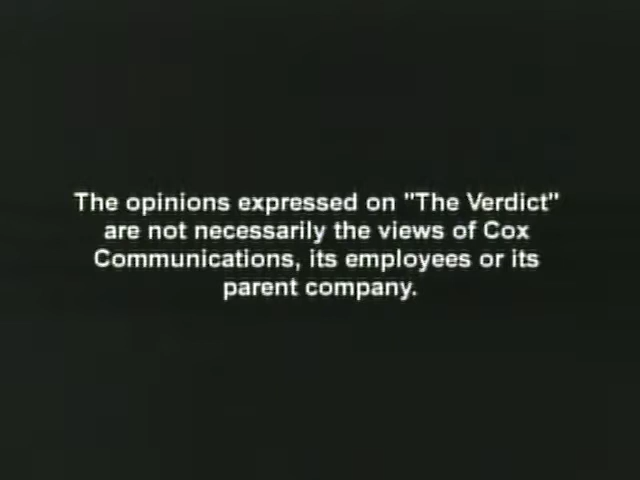 The opinions expressed on "The Verdict"
are not necessarily the views of Cox
Communications, its employees or its
parent company.